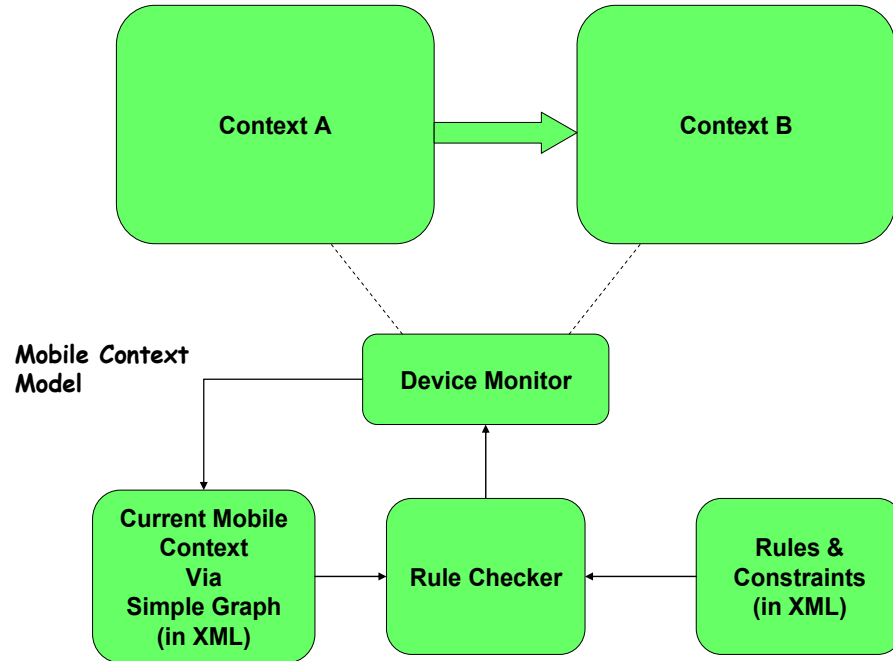 Context A
Context B
Mobile Context
Model
Device Monitor
Current Mobile
Context
Via
Simple Graph
(in XML)
Rule Checker
Rules &
Constraints
(in XML)